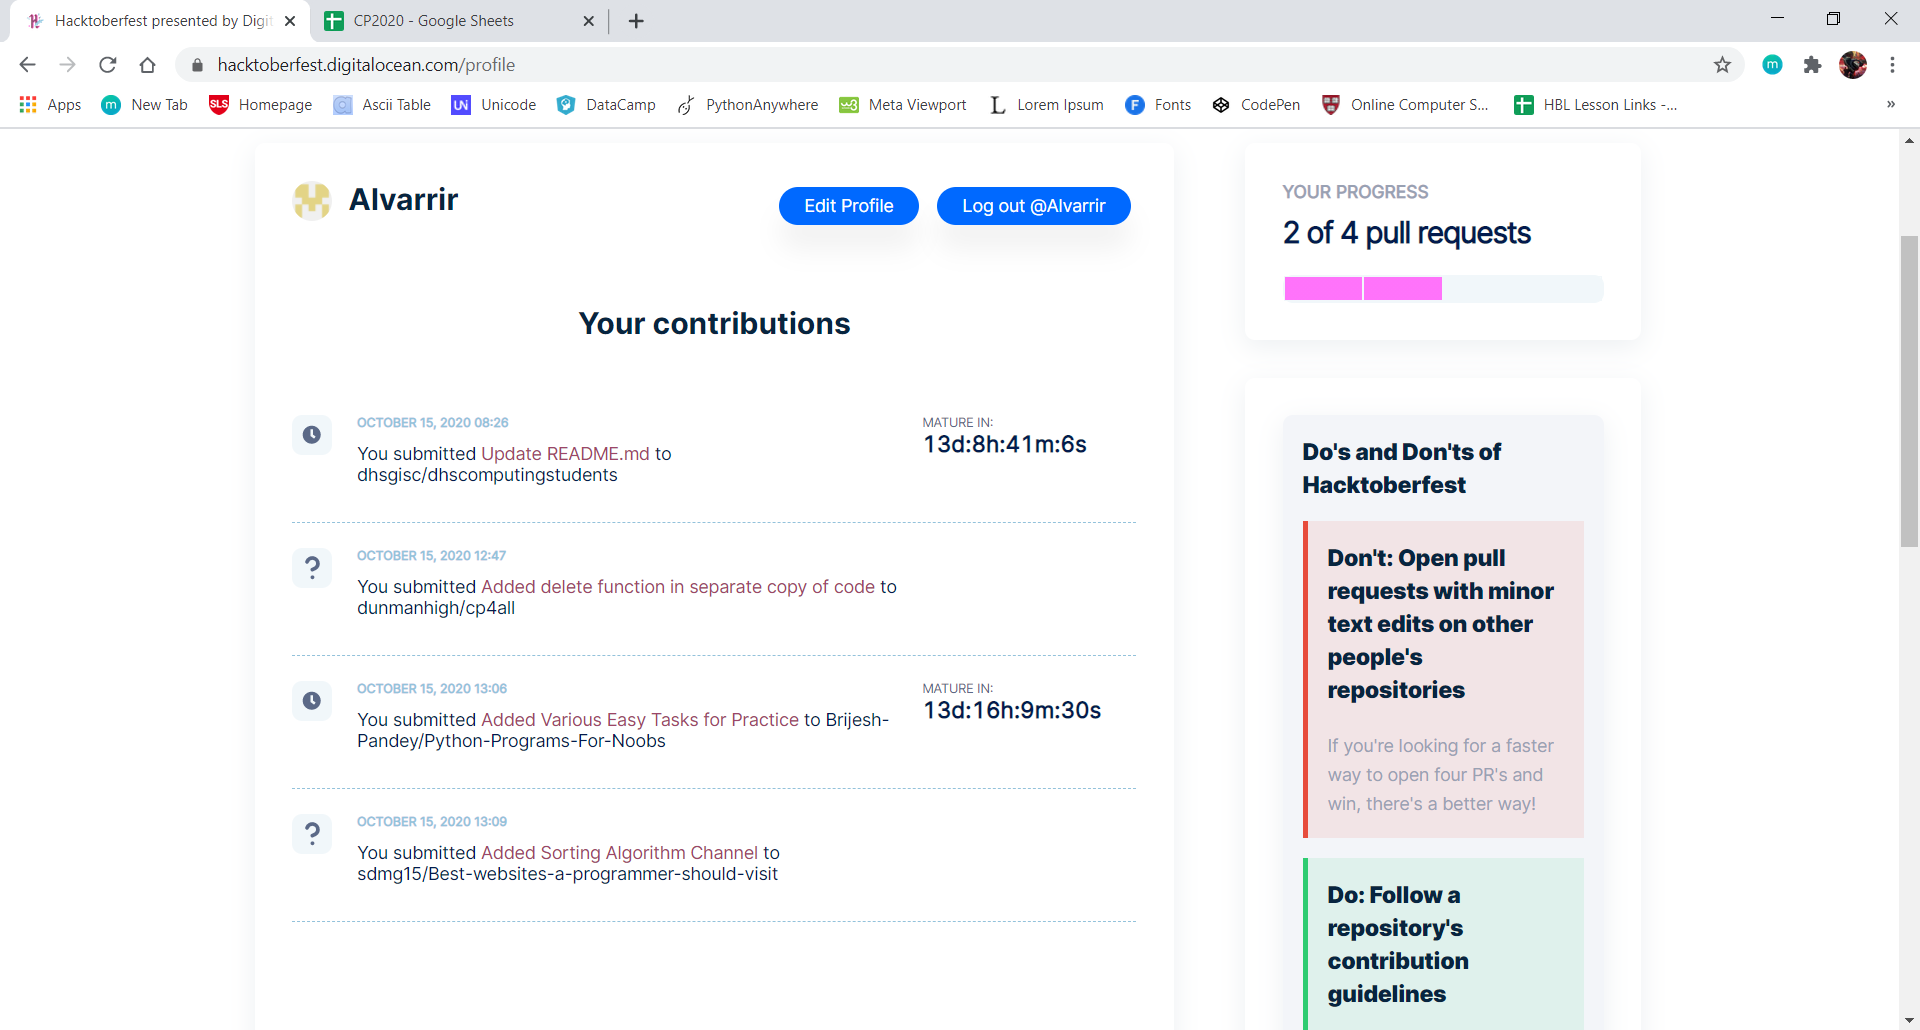 Hacktoberfest presented by Digit
CP2020 - Google Sheets
hacktoberfest.digitalocean.com/profile
m
Apps
m New Tab
SLS Homepage
Ascii Table
UN Unicode
DataCamp
PythonAnywhere
w3 Meta Viewport
L Lorem Ipsum
F Fonts
CodePen
Online Computer S...
HBL Lesson Links -...
»
Alvarrir
Edit Profile
Log out @Alvarrir
Your contributions
OCTOBER 15, 2020 08:26
You submitted Update README.md to
dhsgisc/dhscomputingstudents
MATURE IN:
13d:8h:41m:6s
?
OCTOBER 15, 2020 12:47
You submitted Added delete function in separate copy of code to
dunmanhigh/cp4all
OCTOBER 15, 2020 13:06
You submitted Added Various Easy Tasks for Practice to Brijesh-
Pandey/Python-Programs-For-Noobs
MATURE IN:
13d:16h:9m:30s
?
OCTOBER 15, 2020 13:09
You submitted Added Sorting Algorithm Channel to
sdmg15/Best-websites-a-programmer-should-visit
YOUR PROGRESS
2 of 4 pull requests
Do's and Don'ts of
Hacktoberfest
Don't: Open pull
requests with minor
text edits on other
people's
repositories
If you're looking for a faster
way to open four PR's and
win, there's a better way!
Do: Follow a
repository's
contribution
guidelines